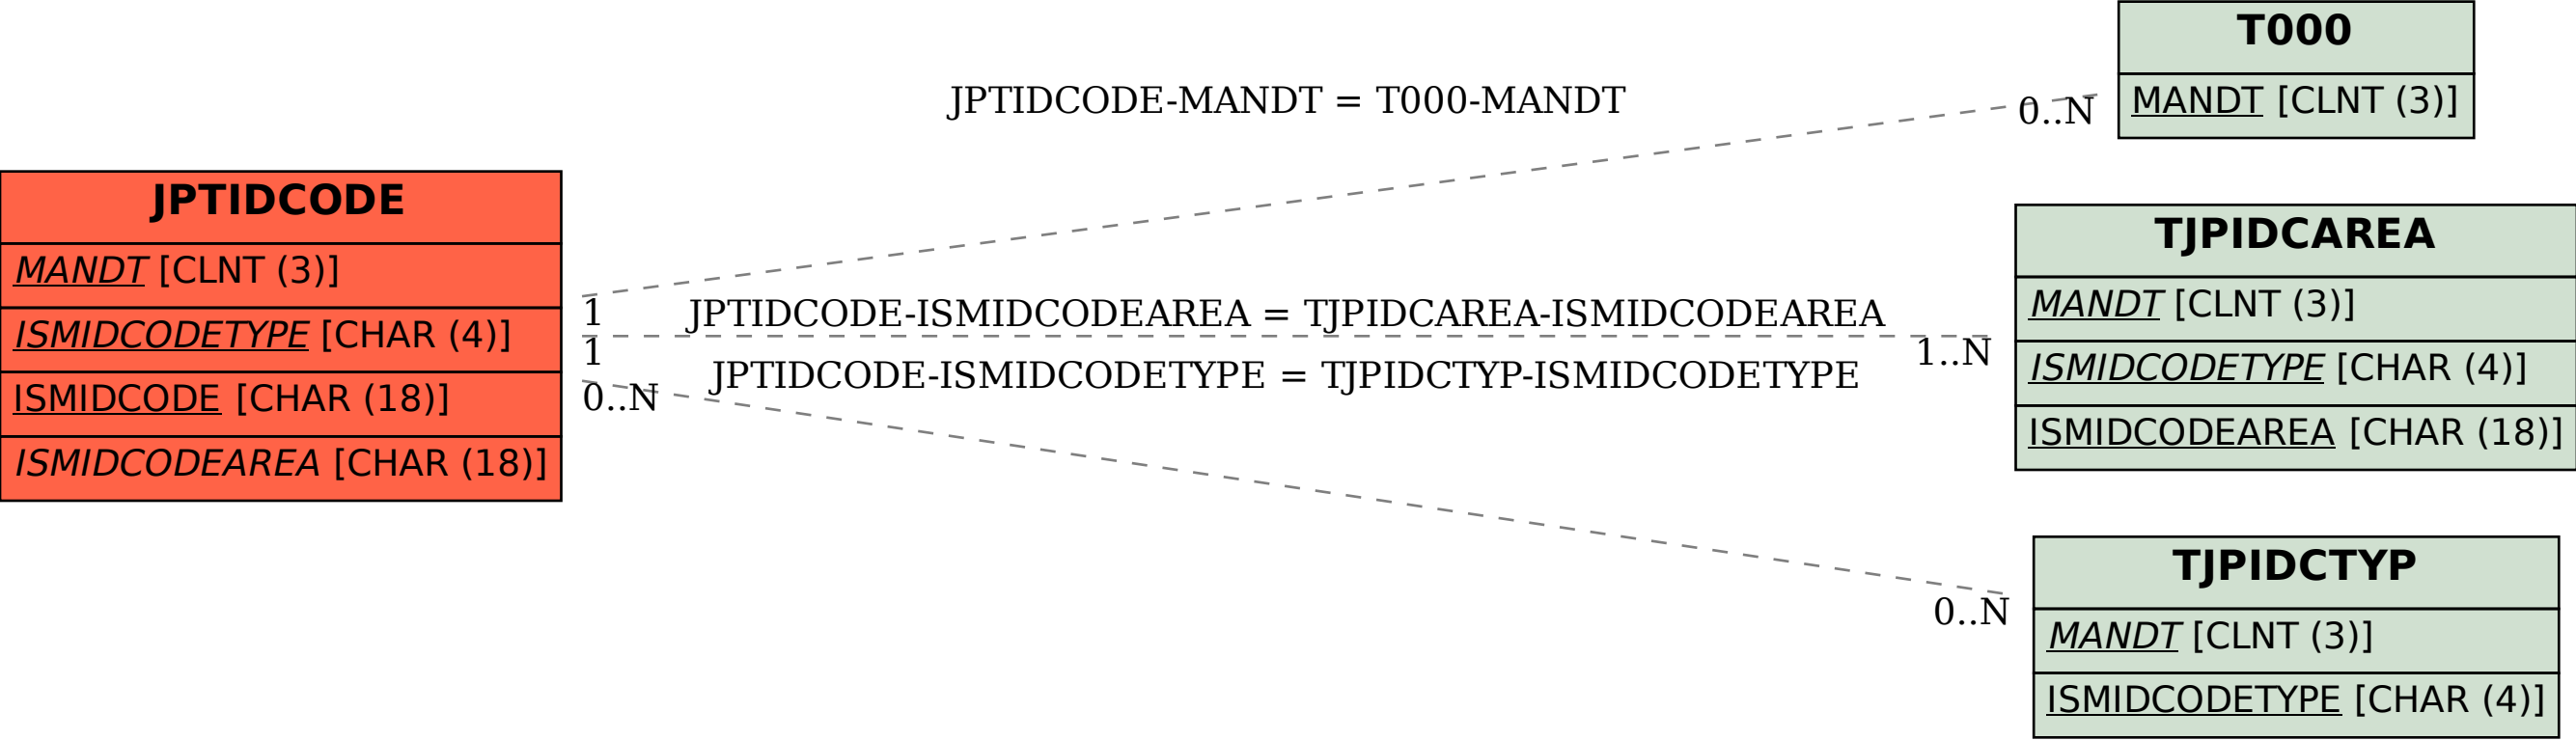 JPTIDCODE
MANDT [CLNT (3)]
ISMIDCODETYPE [CHAR (4)]
ISMIDCODE [CHAR (18)]
ISMIDCODEAREA [CHAR (18)]
JPTIDCODE-MANDT = T000-MANDT
1
0..N
JPTIDCODE-ISMIDCODEAREA = TJPIDCAREA-ISMIDCODEAREA
1
1..N
JPTIDCODE-ISMIDCODETYPE = TJPIDCTYP-ISMIDCODETYPE
0..N
0..N
T000
MANDT [CLNT (3)]
TJPIDCAREA
MANDT [CLNT (3)]
ISMIDCODETYPE [CHAR (4)]
ISMIDCODEAREA [CHAR (18)]
TJPIDCTYP
MANDT [CLNT (3)]
ISMIDCODETYPE [CHAR (4)]